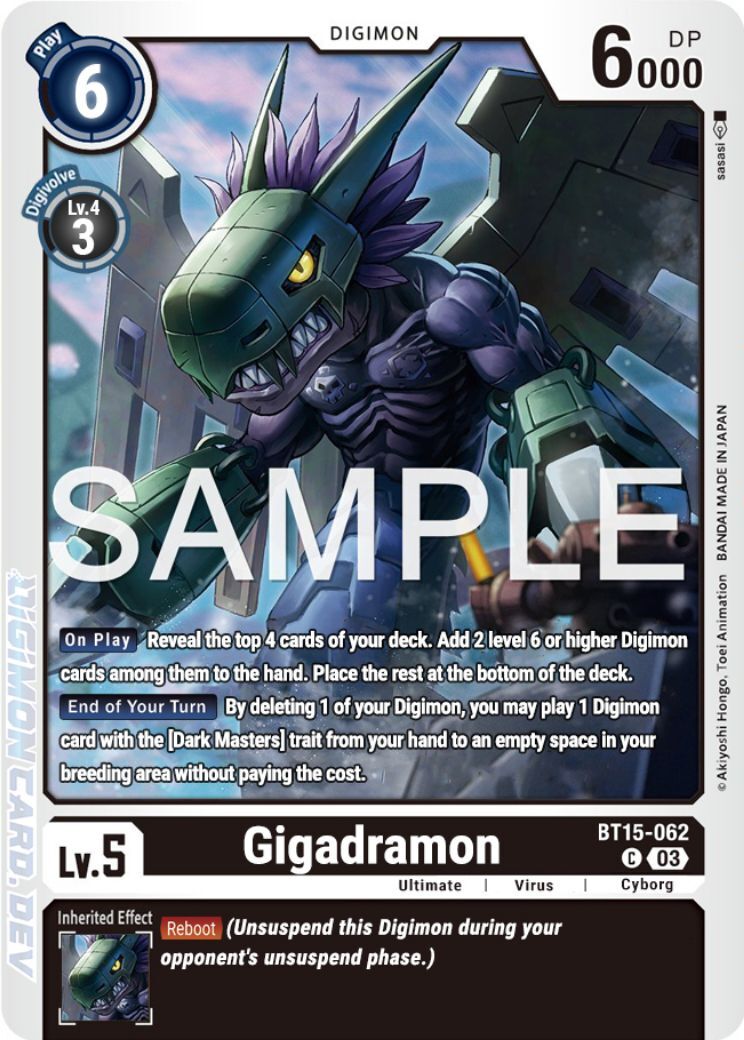 DIGIMON
Play
6
DP
6000
Digivolve
Lv.4
3
sasasi
SAMPLE
On Play Reveal the top 4 cards of your deck. Add 2 level 6 or higher Digimon
cards among them to the hand. Place the rest at the bottom of the deck.
End of Your Turn By deleting 1 of your Digimon, you may play 1 Digimon
card with the [Dark Masters] trait from your hand to an empty space in your
breeding area without paying the cost.
© Akiyoshi Hongo, Toei Animation BANDAI MADE IN JAPAN
DIGIMONCARD.DEV
Lv.5
Gigadramon
BT15-062
C 03
Ultimate | Virus | Cyborg
Inherited Effect
Reboot (Unsuspend this Digimon during your
opponent's unsuspend phase.)